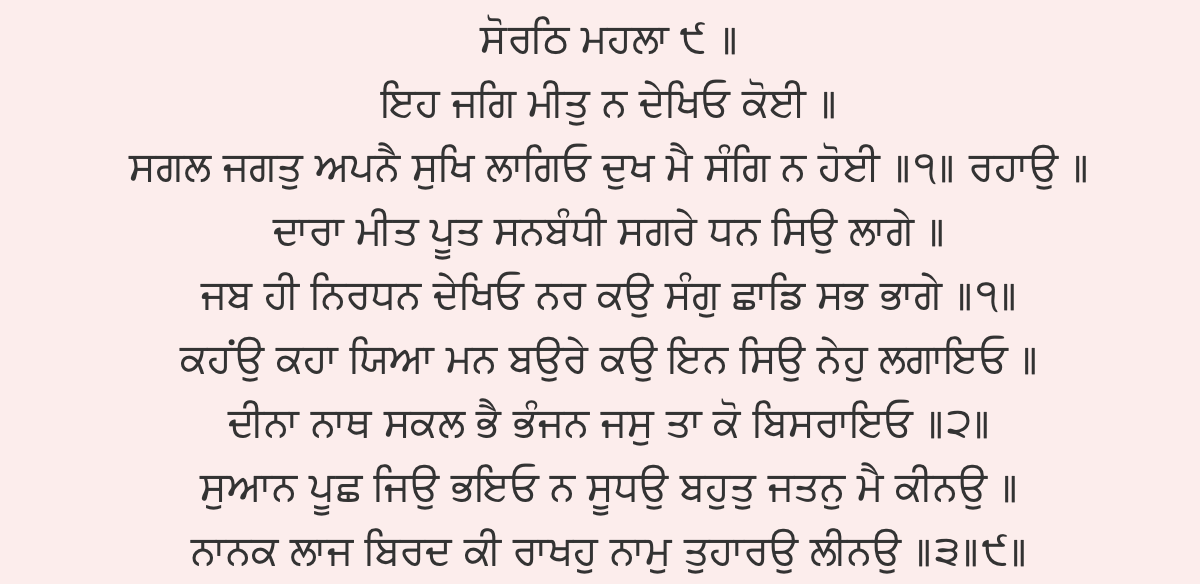 ਸੋਰਠਿ ਮਹਲਾ ੯ ॥
ਇਹ ਜਗਿ ਮੀਤੁ ਨ ਦੇਖਿਓ ਕੋਈ ॥
ਸਗਲ ਜਗਤੁ ਅਪਨੈ ਸੁਖਿ ਲਾਗਿਓ ਦੁਖ ਮੈ ਸੰਗਿ ਨ ਹੋਈ ॥੧॥ ਰਹਾਉ ॥
ਦਾਰਾ ਮੀਤ ਪੂਤ ਸਨਬੰਧੀ ਸਗਰੇ ਧਨ ਸਿਉ ਲਾਗੇ ॥
ਜਬ ਹੀ ਨਿਰਧਨ ਦੇਖਿਓ ਨਰ ਕਉ ਸੰਗੁ ਛਾਡਿ ਸਭ ਭਾਗੇ ॥੧॥
ਕਹਂਉ ਕਹਾ ਯਿਆ ਮਨ ਬਉਰੇ ਕਉ ਇਨ ਸਿਉ ਨੇਹੁ ਲਗਾਇਓ ॥
ਦੀਨਾ ਨਾਥ ਸਕਲ ਭੈ ਭੰਜਨ ਜਸੁ ਤਾ ਕੋ ਬਿਸਰਾਇਓ ॥੨॥
ਸੁਆਨ ਪੂਛ ਜਿਉ ਭਇਓ ਨ ਸੂਧਉ ਬਹੁਤੁ ਜਤਨੁ ਮੈ ਕੀਨਉ ॥
ਨਾਨਕ ਲਾਜ ਬਿਰਦ ਕੀ ਰਾਖਹੁ ਨਾਮੁ ਤੁਹਾਰਉ ਲੀਨਉ ॥੩॥੯॥